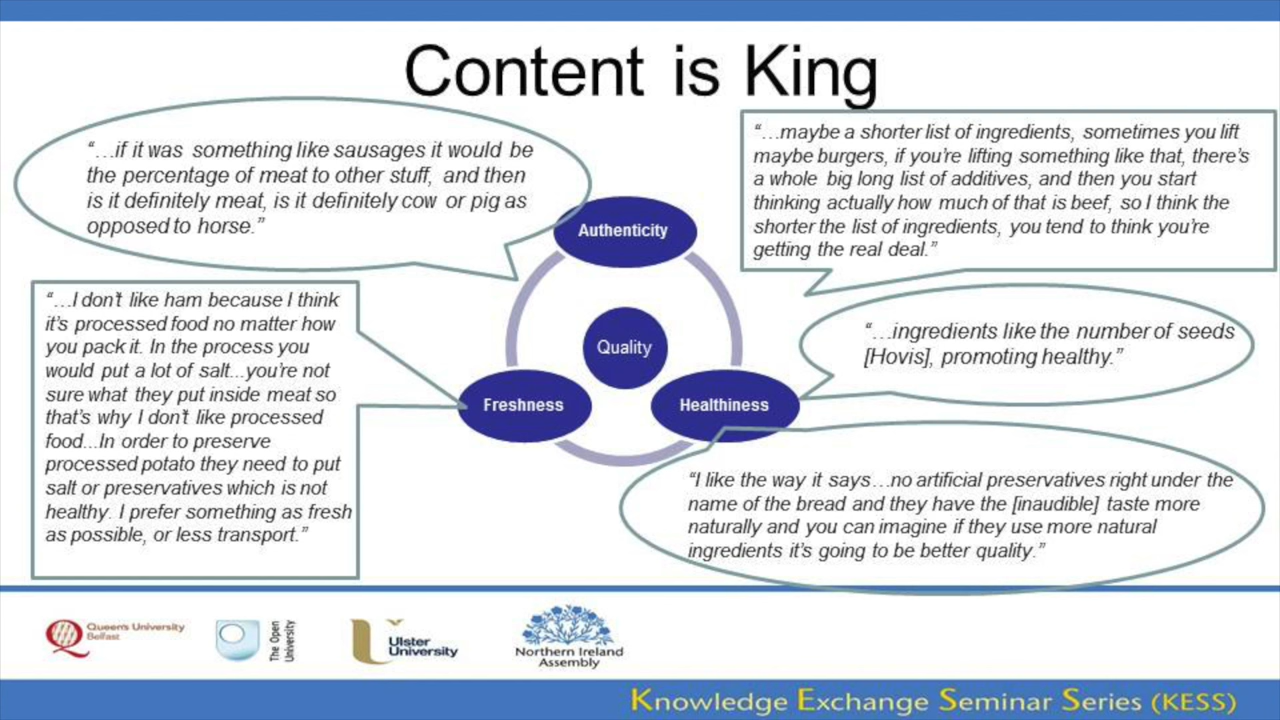 Content is King
“…if it was something like sausages it would be
the percentage of meat to other stuff, and then
is it definitely meat, is it definitely cow or pig as
opposed to horse.”
“…maybe a shorter list of ingredients, sometimes you lift
maybe burgers, if you’re lifting something like that, there’s
a whole big long list of additives, and then you start
thinking actually how much of that is beef, so I think the
shorter the list of ingredients, you tend to think you’re
getting the real deal.”
Authenticity
“…I don’t like ham because I think
it’s processed food no matter how
you pack it. In the process you
would put a lot of salt...you’re not
sure what they put inside meat so
that’s why I don’t like processed
food...In order to preserve
processed potato they need to put
salt or preservatives which is not
healthy. I prefer something as fresh
as possible, or less transport.”
Quality
“…ingredients like the number of seeds
[Hovis], promoting healthy.”
Freshness
Healthiness
“I like the way it says…no artificial preservatives right under the
name of the bread and they have the [inaudible] taste more
naturally and you can imagine if they use more natural
ingredients it’s going to be better quality.”
Queen's University
Belfast
The Open
University
Ulster
University
Northern Ireland
Assembly
Knowledge Exchange Seminar Series (KESS)